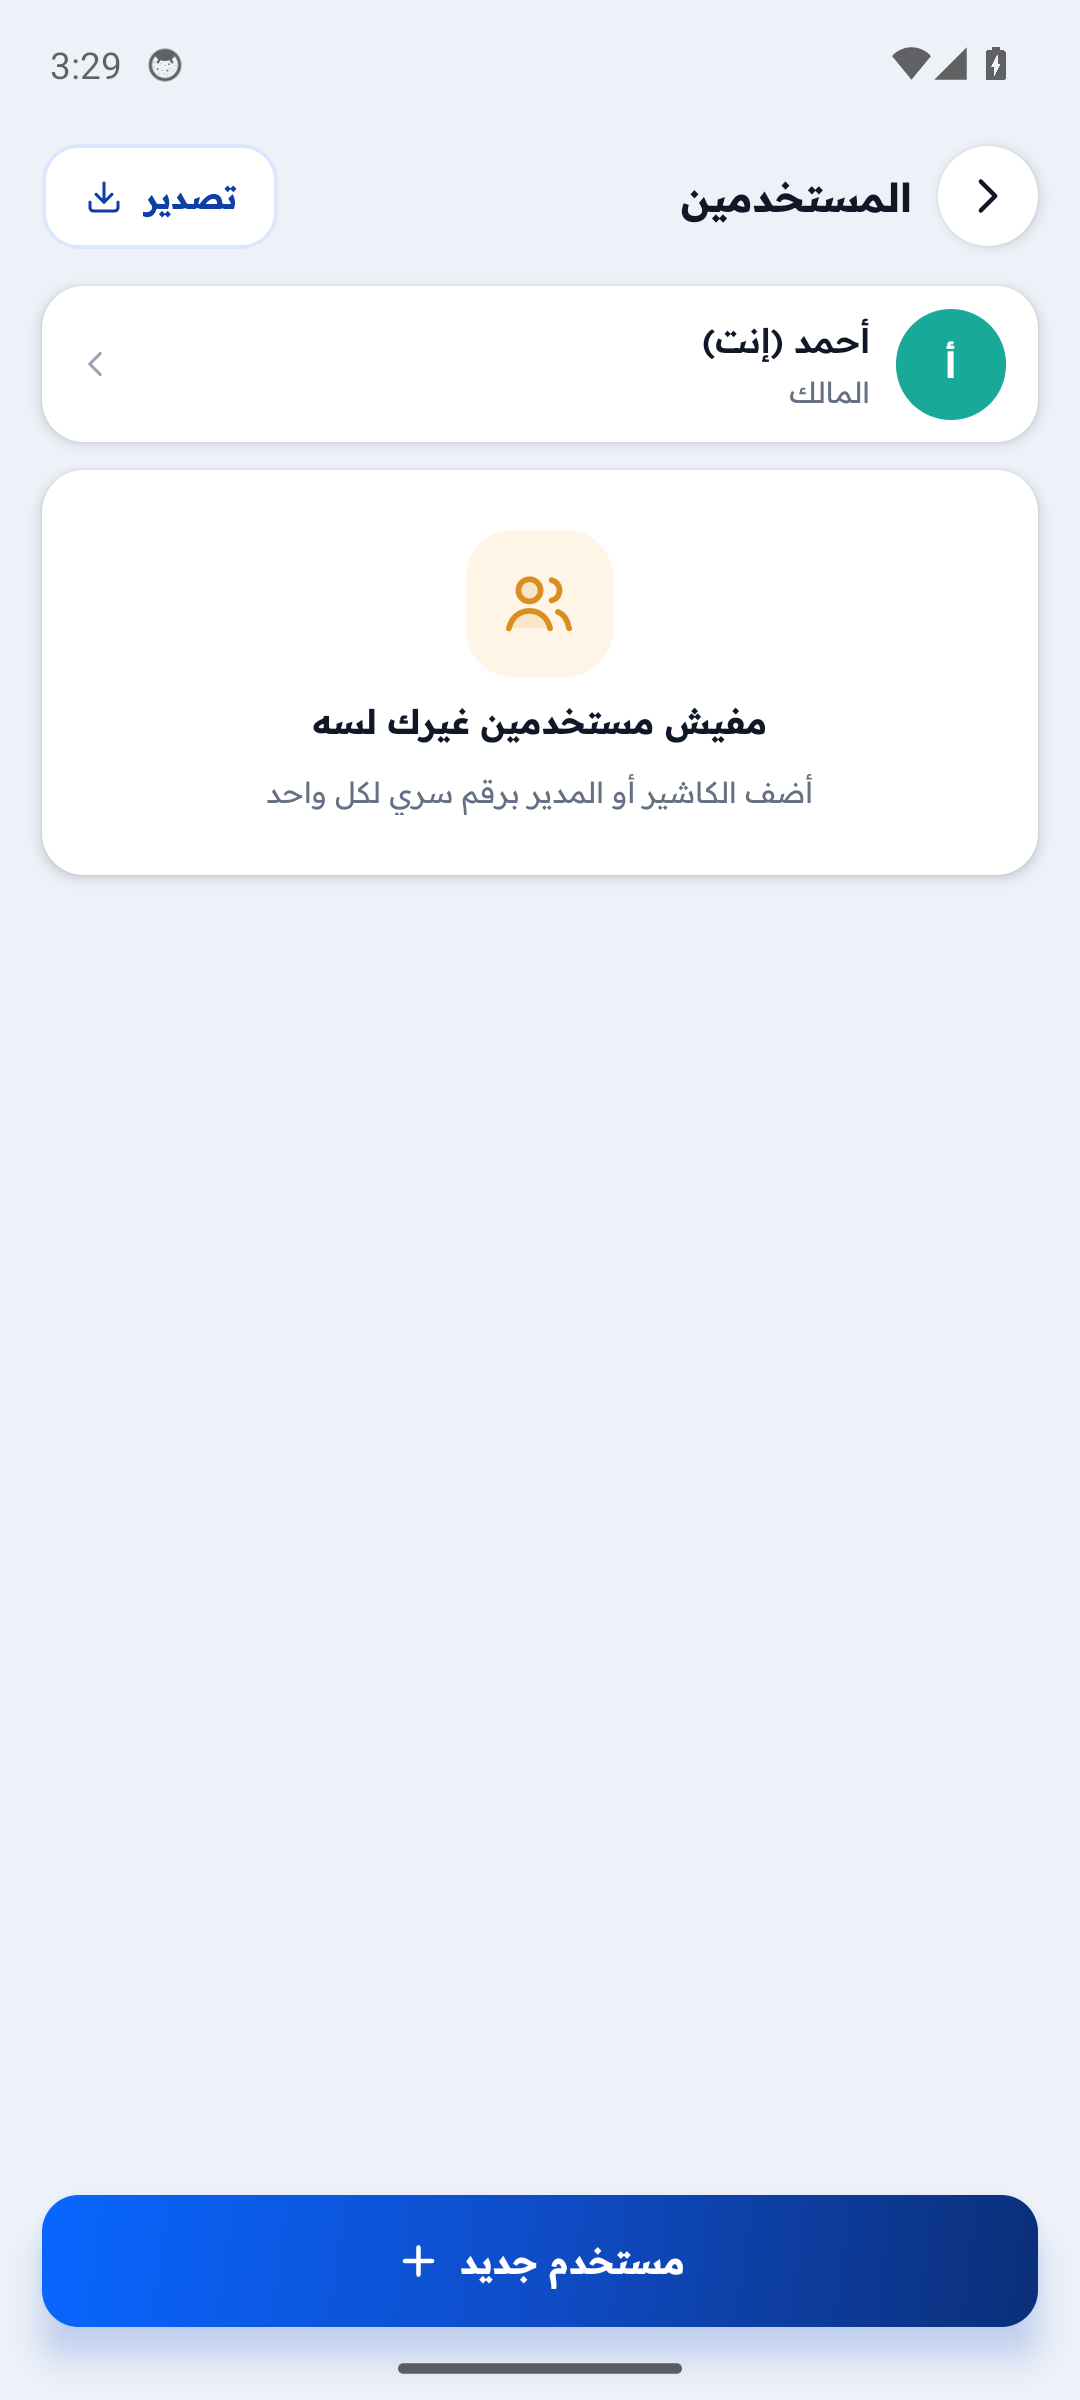 3:29
المستخدمين
تصدير
أ
أحمد (إنت)
المالك
مفيش مستخدمين غيرك لسه
أضف الكاشير أو المدير برقم سري لكل واحد
مستخدم جديد